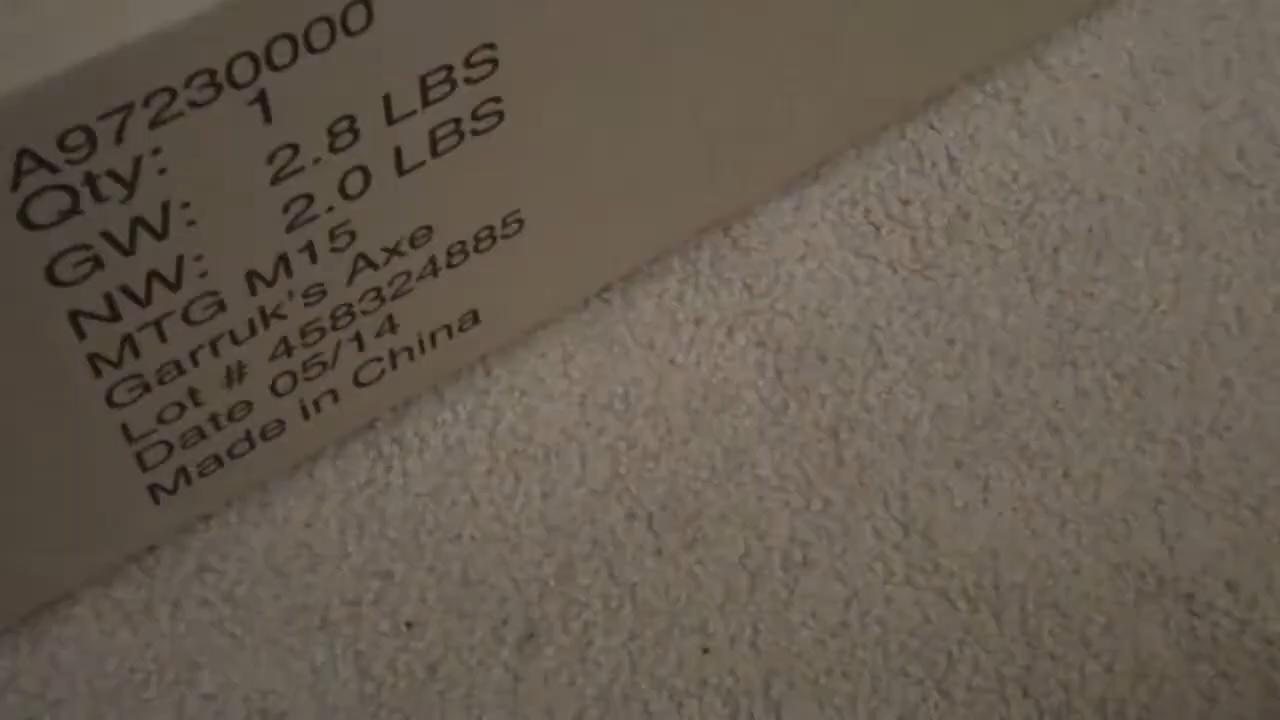 A97230000
Qty: 1
GW: 2.8 LBS
NW: 2.0 LBS
MTG M15
Garruk's Axe
Lot # 458324885
Date 05/14
Made in China